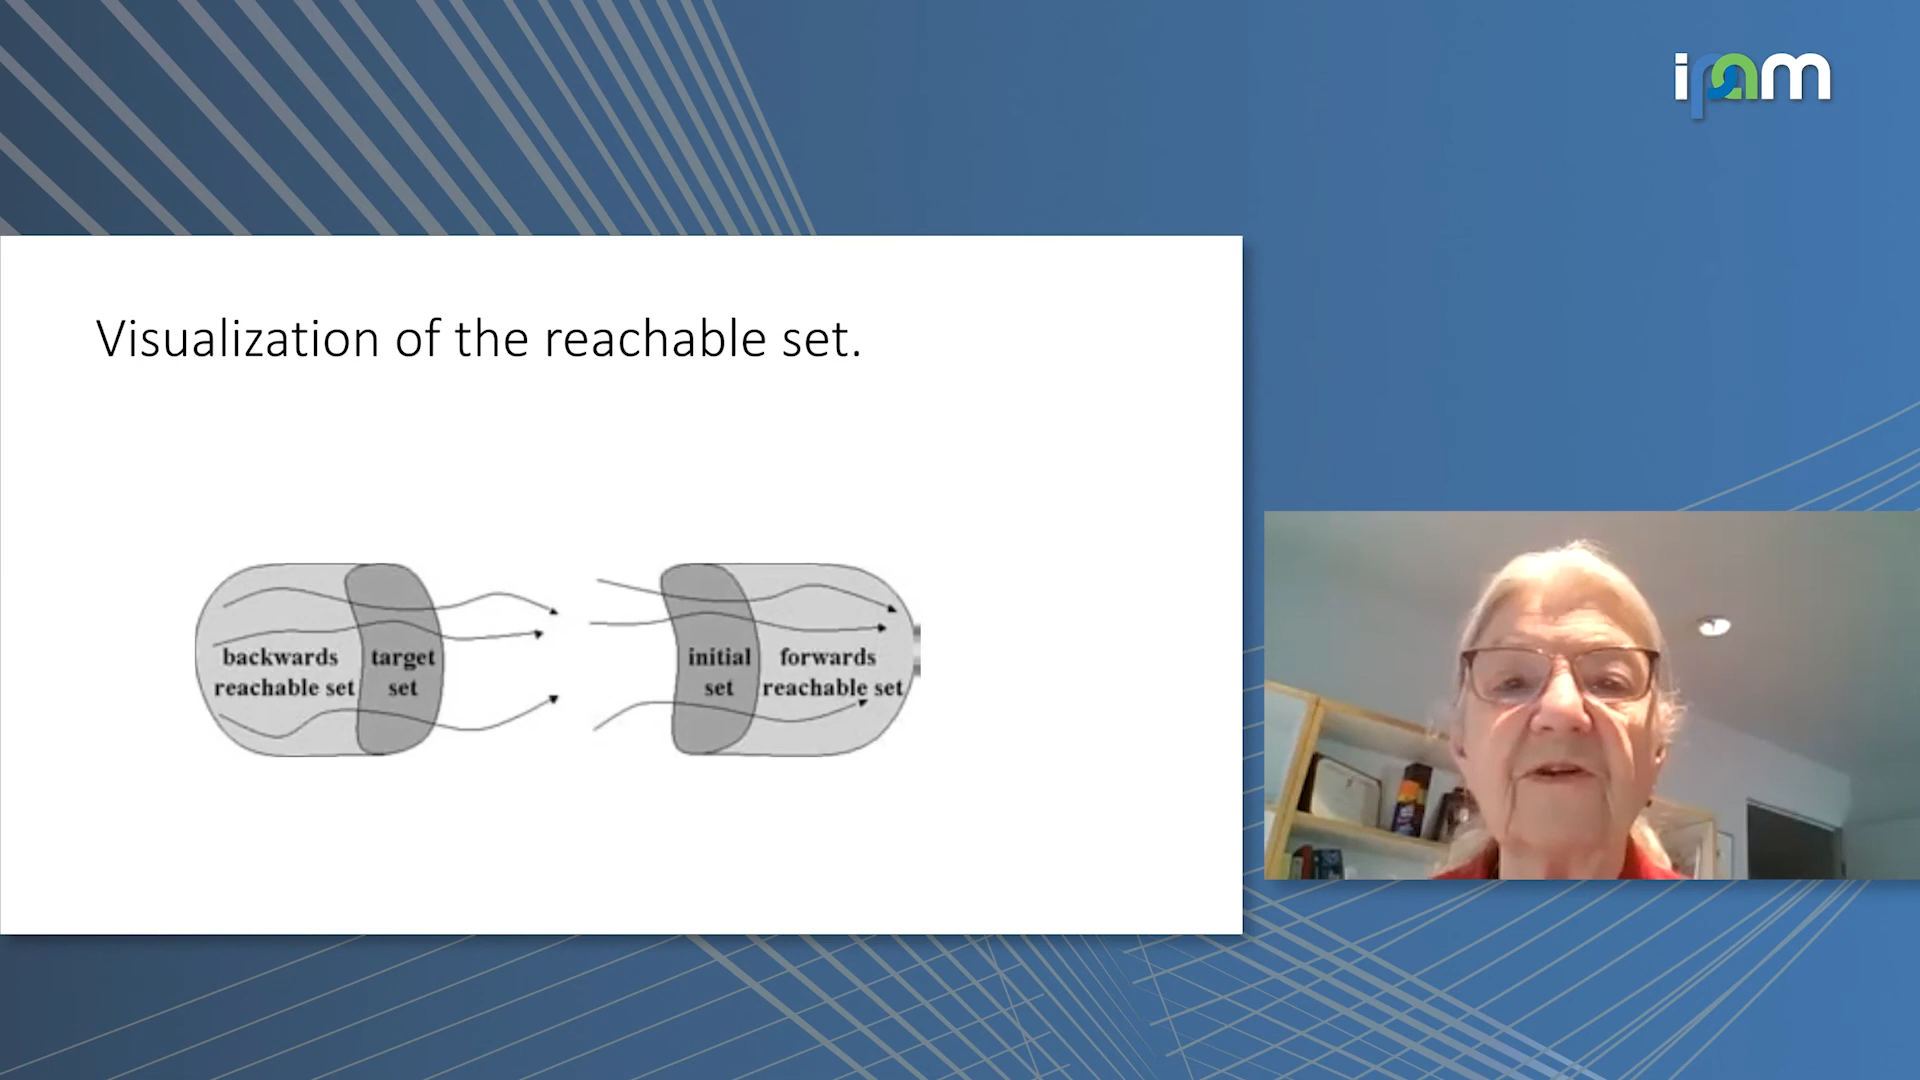 ipam
Visualization of the reachable set.
backwards
reachable set
target
set
initial
set
forwards
reachable set